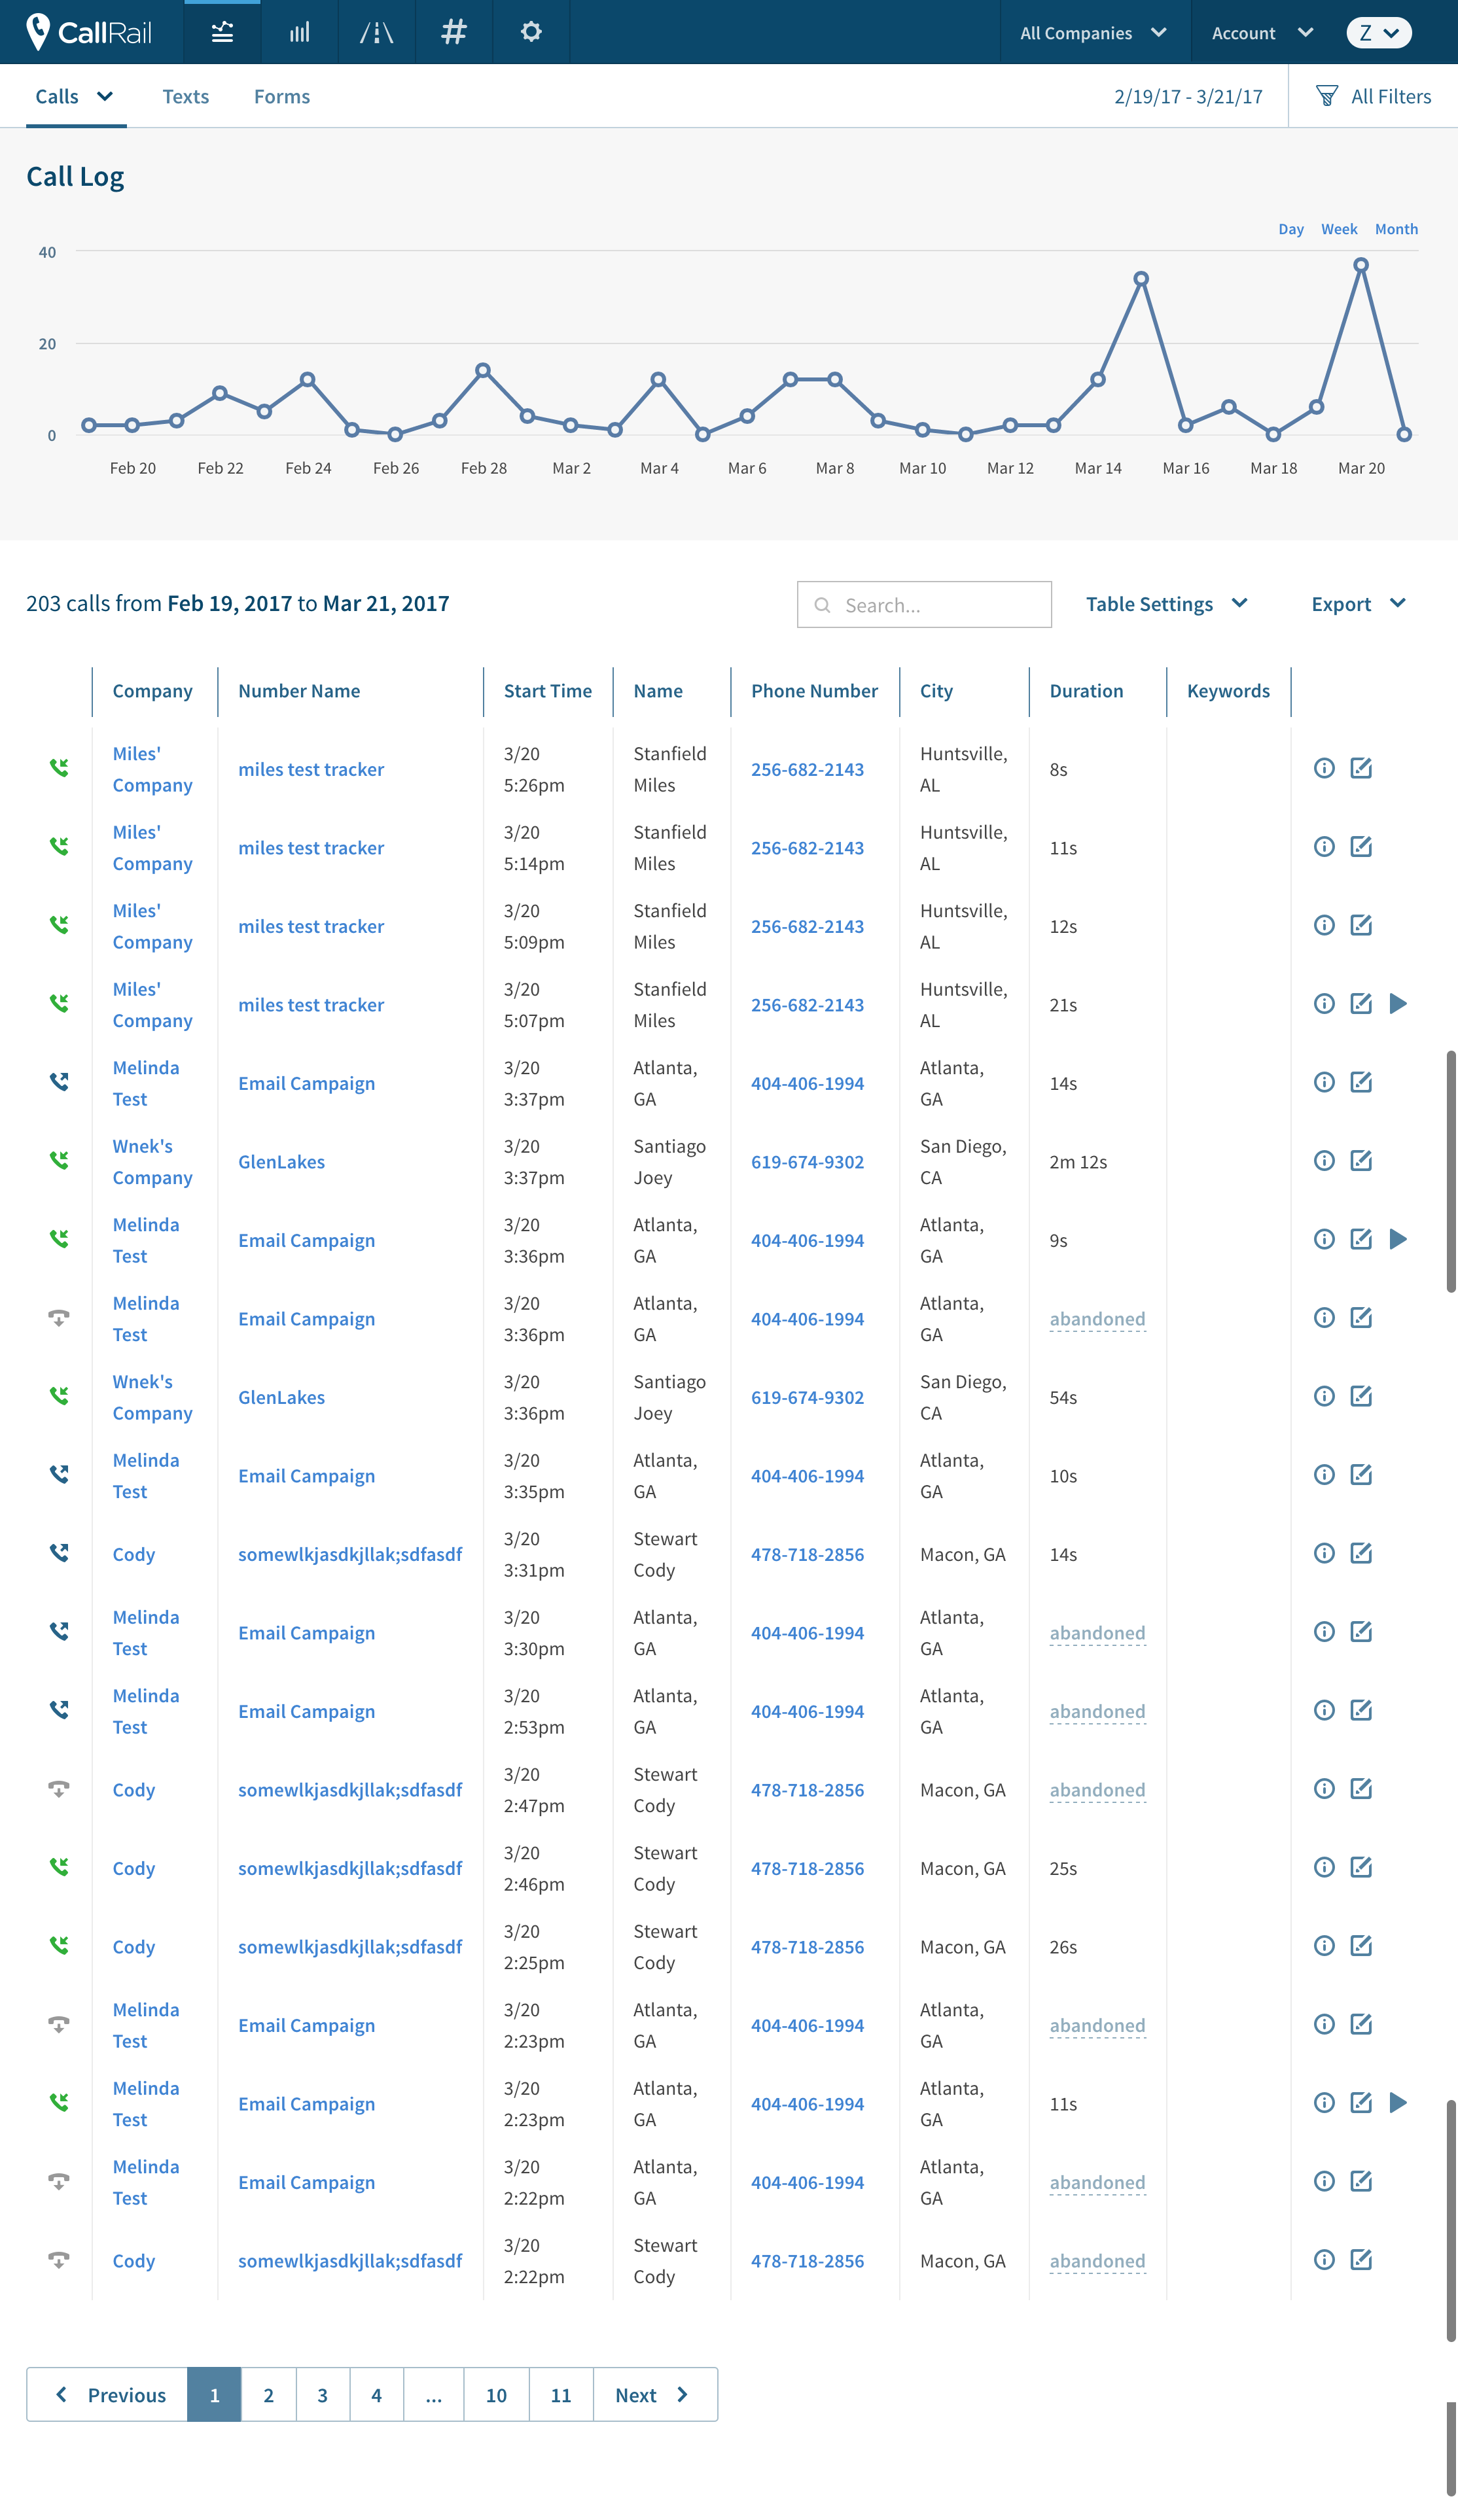 CallRail
All Companies Account Z
Calls Texts Forms 2/19/17 - 3/21/17 All Filters
Call Log
Day Week Month
40
20
0
Feb 20 Feb 22 Feb 24 Feb 26 Feb 28 Mar 2 Mar 4 Mar 6 Mar 8 Mar 10 Mar 12 Mar 14 Mar 16 Mar 18 Mar 20
203 calls from Feb 19, 2017 to Mar 21, 2017 Search... Table Settings Export
Company Number Name Start Time Name Phone Number City Duration Keywords
Miles' Company miles test tracker 3/20 5:26pm Stanfield Miles 256-682-2143 Huntsville, AL 8s
Miles' Company miles test tracker 3/20 5:14pm Stanfield Miles 256-682-2143 Huntsville, AL 11s
Miles' Company miles test tracker 3/20 5:09pm Stanfield Miles 256-682-2143 Huntsville, AL 12s
Miles' Company miles test tracker 3/20 5:07pm Stanfield Miles 256-682-2143 Huntsville, AL 21s
Melinda Test Email Campaign 3/20 3:37pm Atlanta, GA 404-406-1994 Atlanta, GA 14s
Wnek's Company GlenLakes 3/20 3:37pm Santiago Joey 619-674-9302 San Diego, CA 2m 12s
Melinda Test Email Campaign 3/20 3:36pm Atlanta, GA 404-406-1994 Atlanta, GA 9s
Melinda Test Email Campaign 3/20 3:36pm Atlanta, GA 404-406-1994 Atlanta, GA abandoned
Wnek's Company GlenLakes 3/20 3:36pm Santiago Joey 619-674-9302 San Diego, CA 54s
Melinda Test Email Campaign 3/20 3:35pm Atlanta, GA 404-406-1994 Atlanta, GA 10s
Cody somewlkjasdkjllak;sdfasdf 3/20 3:31pm Stewart Cody 478-718-2856 Macon, GA 14s
Melinda Test Email Campaign 3/20 3:30pm Atlanta, GA 404-406-1994 Atlanta, GA abandoned
Melinda Test Email Campaign 3/20 2:53pm Atlanta, GA 404-406-1994 Atlanta, GA abandoned
Cody somewlkjasdkjllak;sdfasdf 3/20 2:47pm Stewart Cody 478-718-2856 Macon, GA abandoned
Cody somewlkjasdkjllak;sdfasdf 3/20 2:46pm Stewart Cody 478-718-2856 Macon, GA 25s
Cody somewlkjasdkjllak;sdfasdf 3/20 2:25pm Stewart Cody 478-718-2856 Macon, GA 26s
Melinda Test Email Campaign 3/20 2:23pm Atlanta, GA 404-406-1994 Atlanta, GA abandoned
Melinda Test Email Campaign 3/20 2:23pm Atlanta, GA 404-406-1994 Atlanta, GA 11s
Melinda Test Email Campaign 3/20 2:22pm Atlanta, GA 404-406-1994 Atlanta, GA abandoned
Cody somewlkjasdkjllak;sdfasdf 3/20 2:22pm Stewart Cody 478-718-2856 Macon, GA abandoned
Previous 1 2 3 4 ... 10 11 Next